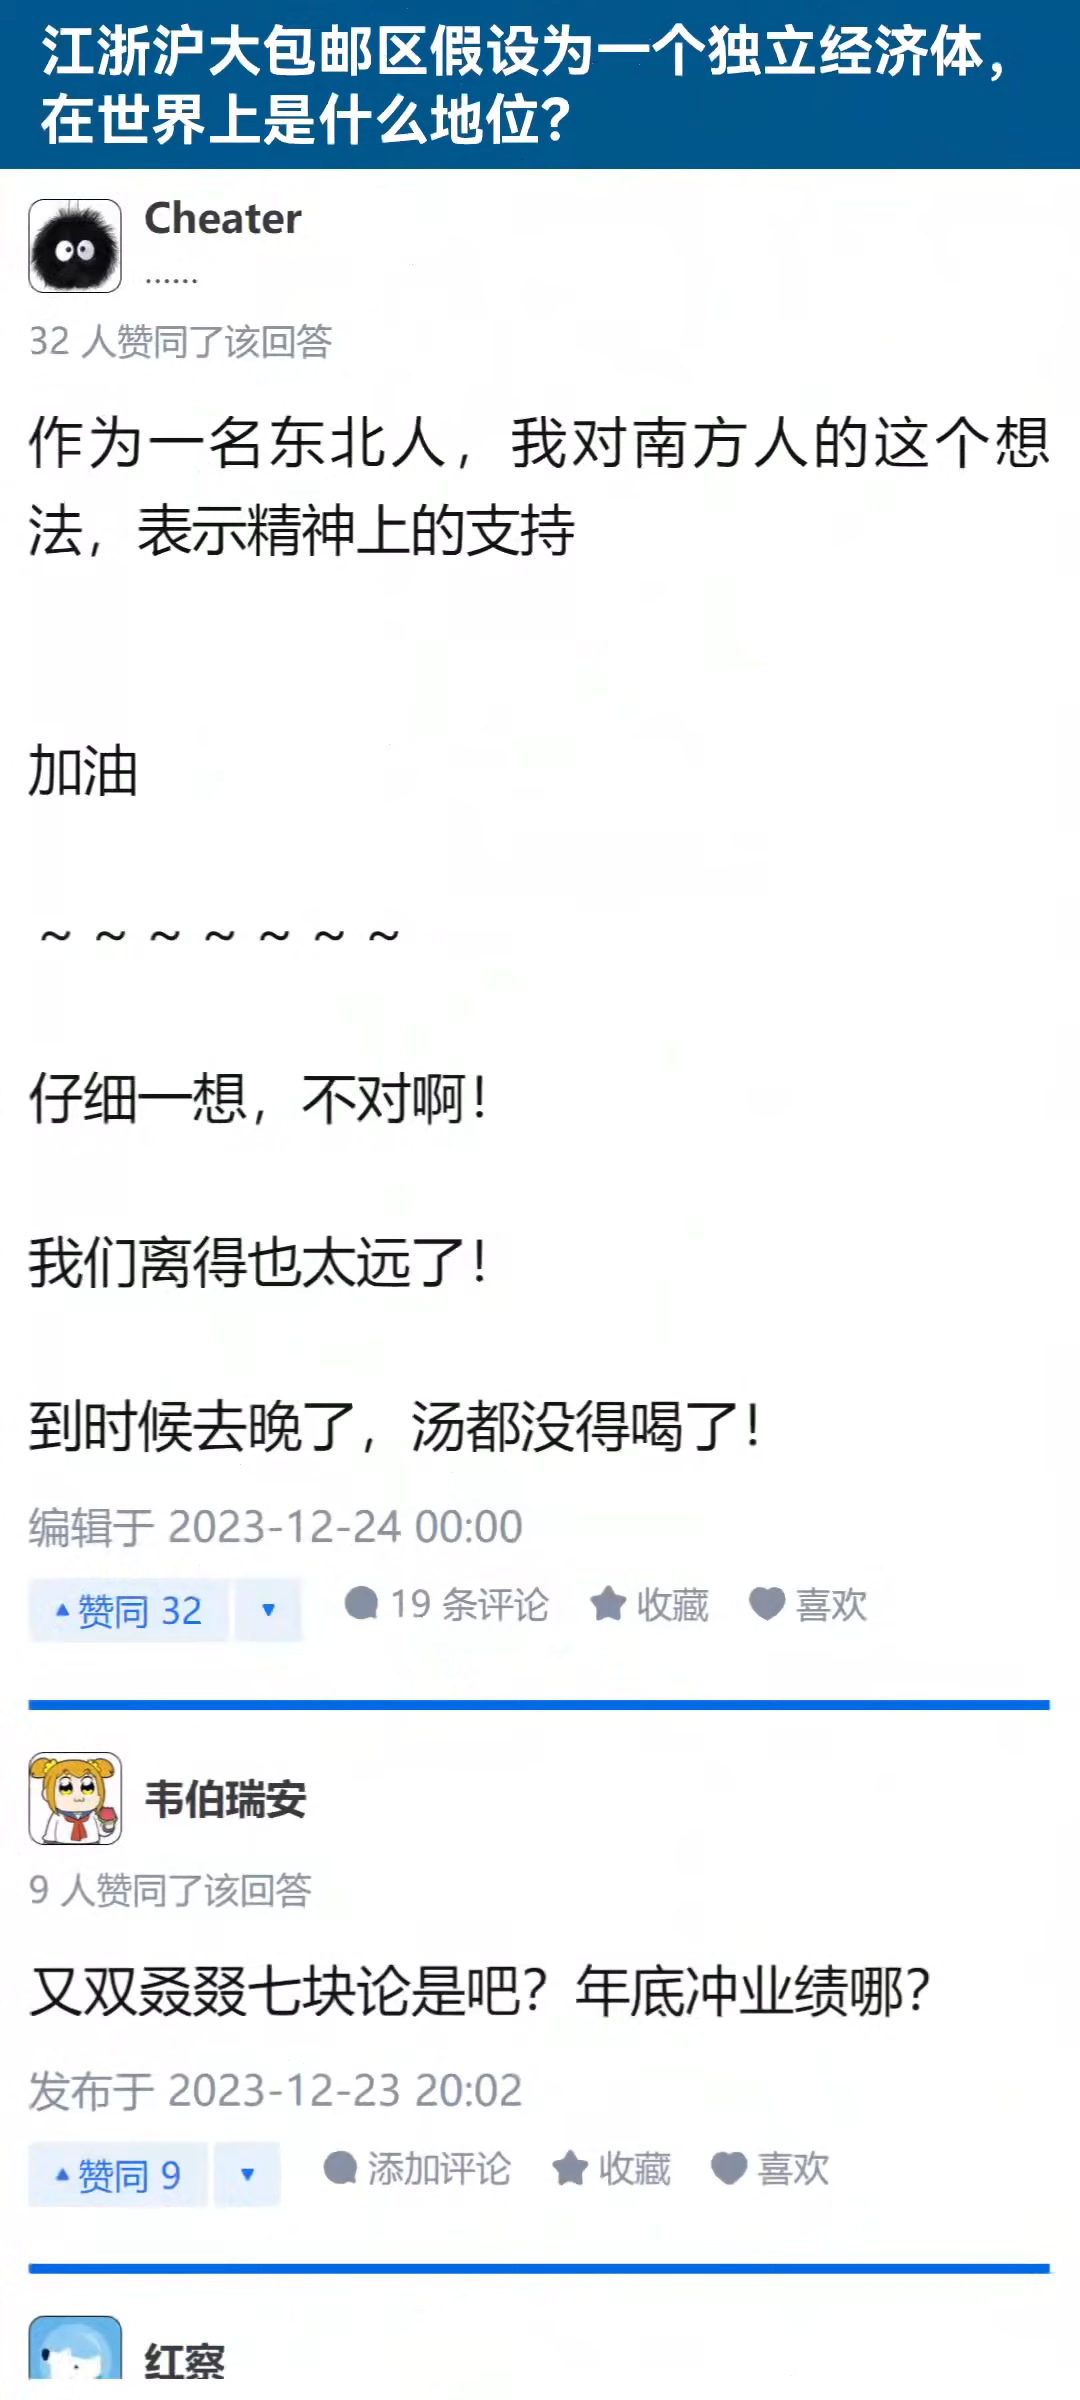 江浙沪大包邮区假设为一个独立经济体，
在世界上是什么地位？
Cheater
......
32 人赞同了该回答
作为一名东北人，我对南方人的这个想
法，表示精神上的支持
加油
～～～～～～～
仔细一想，不对啊！
我们离得也太远了！
到时候去晚了，汤都没得喝了！
编辑于 2023-12-24 00:00
赞同 32 19 条评论 收藏 喜欢
韦伯瑞安
9 人赞同了该回答
又双叒叕七块论是吧？年底冲业绩哪？
发布于 2023-12-23 20:02
赞同 9 添加评论 收藏 喜欢
红察